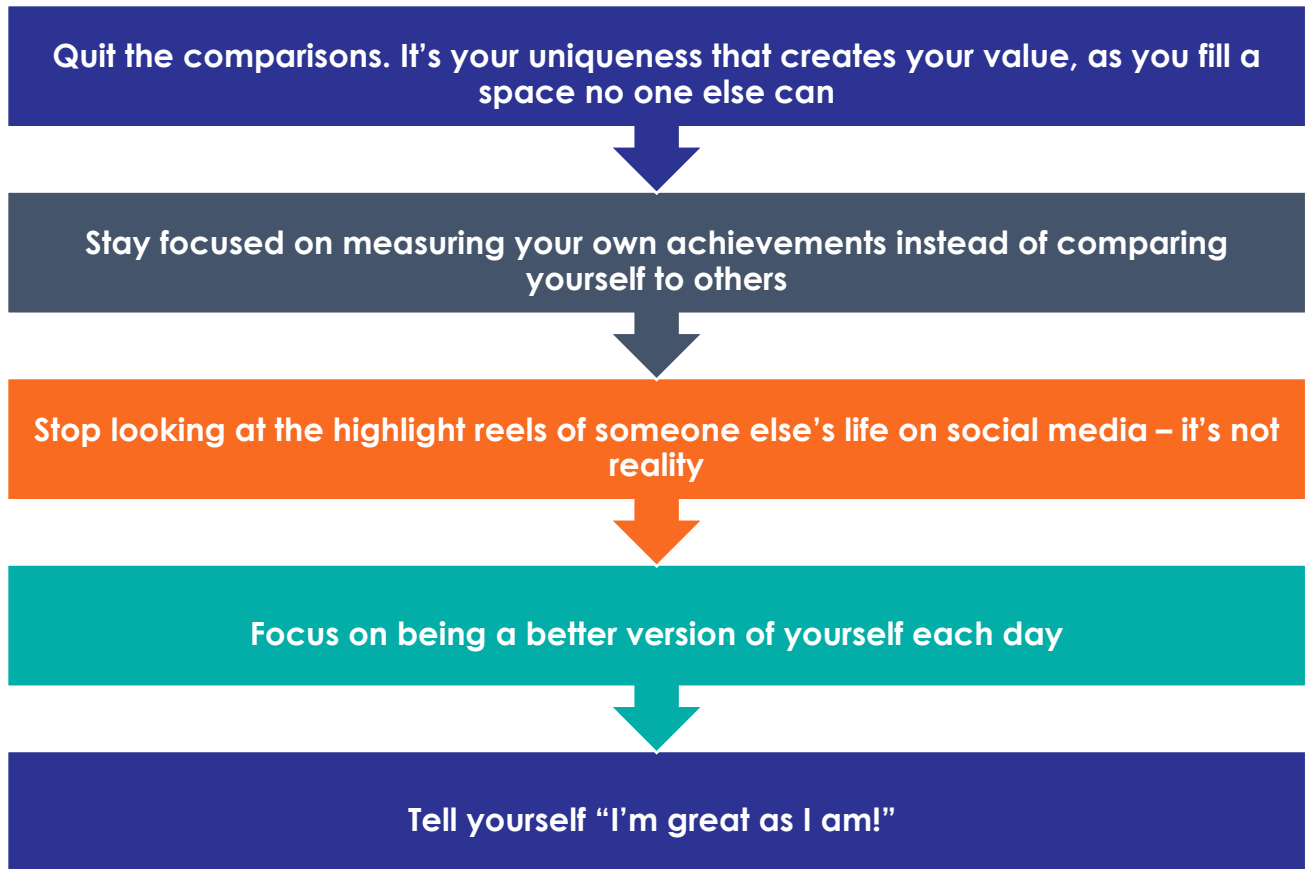 Quit the comparisons. It’s your uniqueness that creates your value, as you fill a
space no one else can
Stay focused on measuring your own achievements instead of comparing
yourself to others
Stop looking at the highlight reels of someone else’s life on social media – it’s not
reality
Focus on being a better version of yourself each day
Tell yourself “I’m great as I am!”